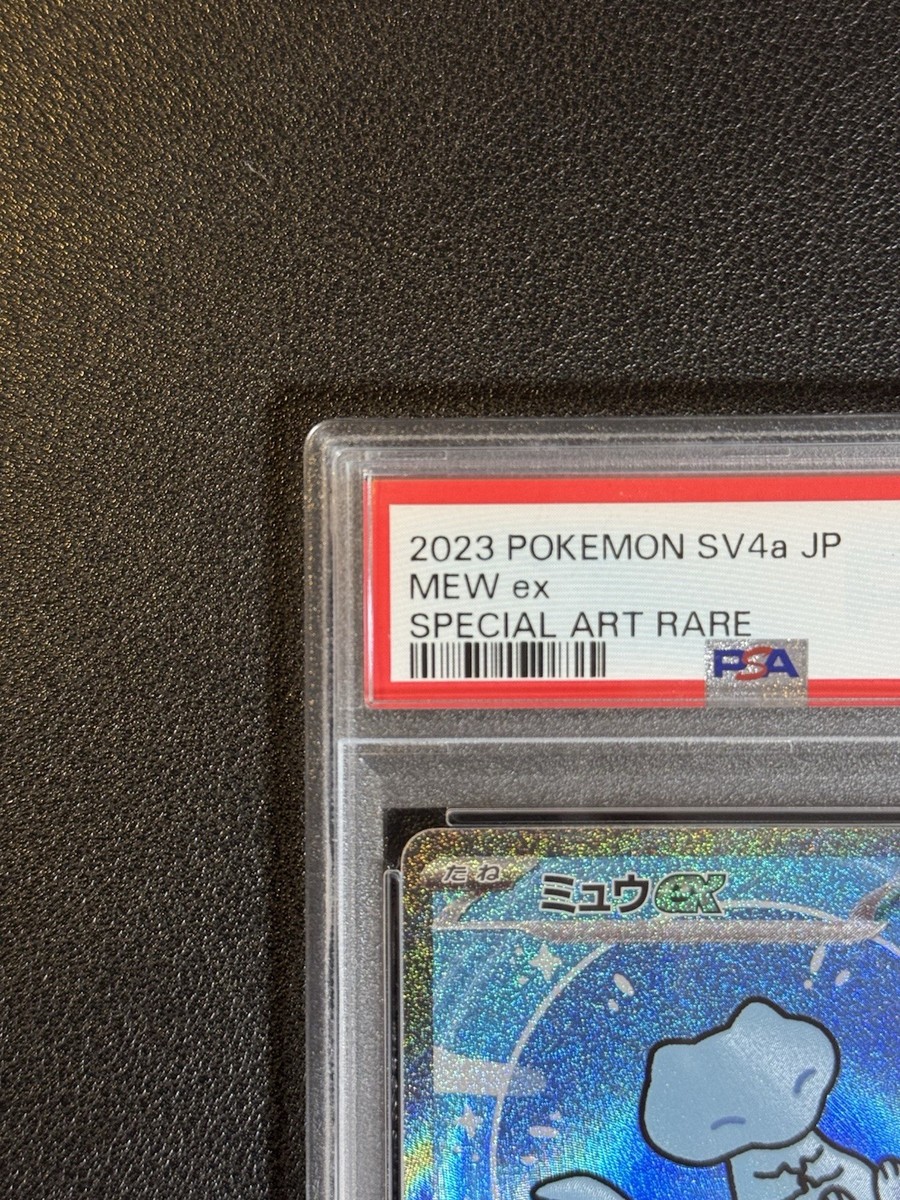 2023 POKEMON SV4a JP
MEW ex
SPECIAL ART RARE
PSA
たね ミュウex